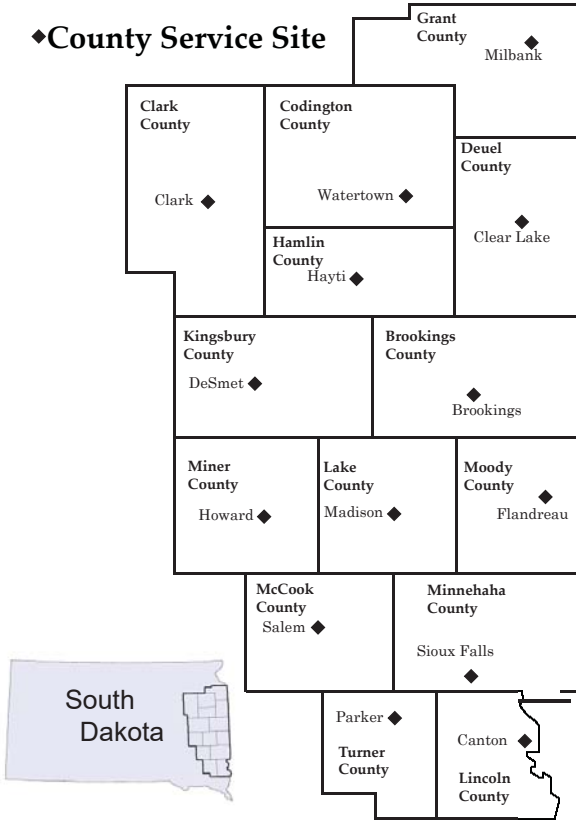 ◆County Service Site
Grant
County
Milbank
Clark
County
Codington
County
Deuel
County
Clark
Watertown
Clear Lake
Hamlin
County
Hayti
Kingsbury
County
Brookings
County
DeSmet
Brookings
Miner
County
Lake
County
Moody
County
Howard
Madison
Flandreau
McCook
County
Minnehaha
County
Salem
Sioux Falls
South
Dakota
Parker
Canton
Turner
County
Lincoln
County